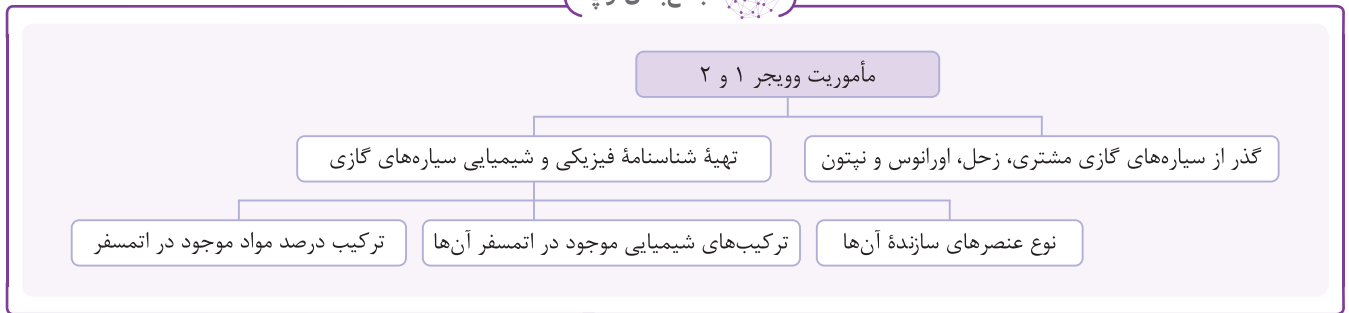 مأموریت وویجر ۱ و ۲
گذر از سیاره‌های گازی مشتری، زحل، اورانوس و نپتون
تهیهٔ شناسنامهٔ فیزیکی و شیمیایی سیاره‌های گازی
نوع عنصرهای سازندهٔ آن‌ها
ترکیب‌های شیمیایی موجود در اتمسفر آن‌ها
ترکیب درصد مواد موجود در اتمسفر